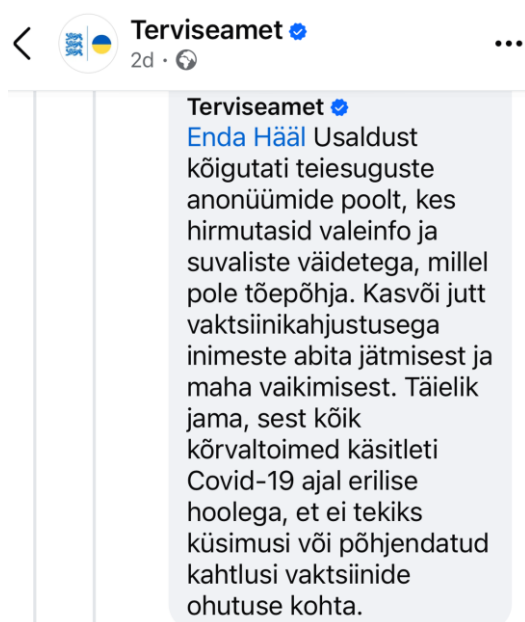 Terviseamet
2d ·
Terviseamet
Enda Hääl Usaldust
kõigutati teiesuguste
anonüümide poolt, kes
hirmutasid valeinfo ja
suvaliste väidetega, millel
pole tõepõhja. Kasvõi jutt
vaktsiinikahjustusega
inimeste abita jätmisest ja
maha vaikimisest. Täielik
jama, sest kõik
kõrvaltoimed käsitleti
Covid-19 ajal erilise
hoolega, et ei tekiks
küsimusi või põhjendatud
kahtlusi vaktsiinide
ohutuse kohta.